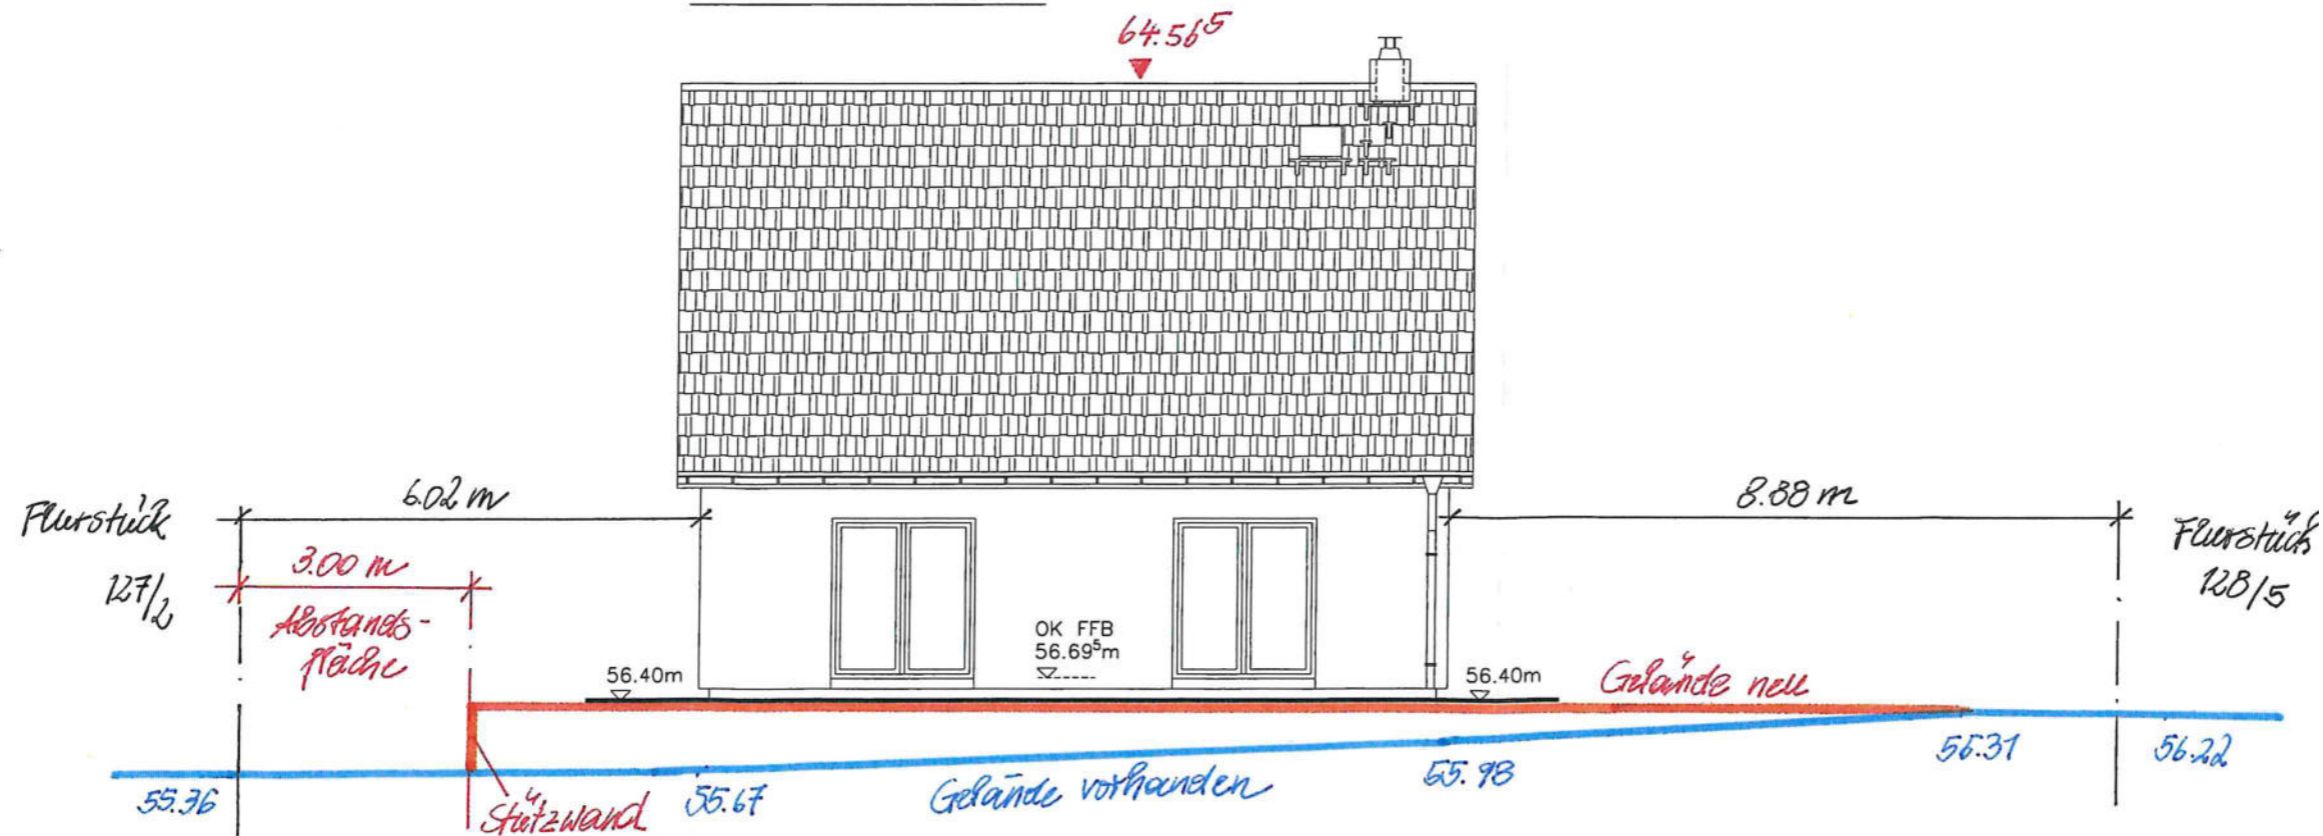 64.56⁵
6.02 m
8.88 m
Flurstück
127/2
Flurstück
128/5
3.00 m
Abstands-
fläche
OK FFB
56.69⁵m
56.40m
56.40m
Gelände neu
55.36
Stützwand
55.67
Gelände vorhanden
55.98
56.31
56.22